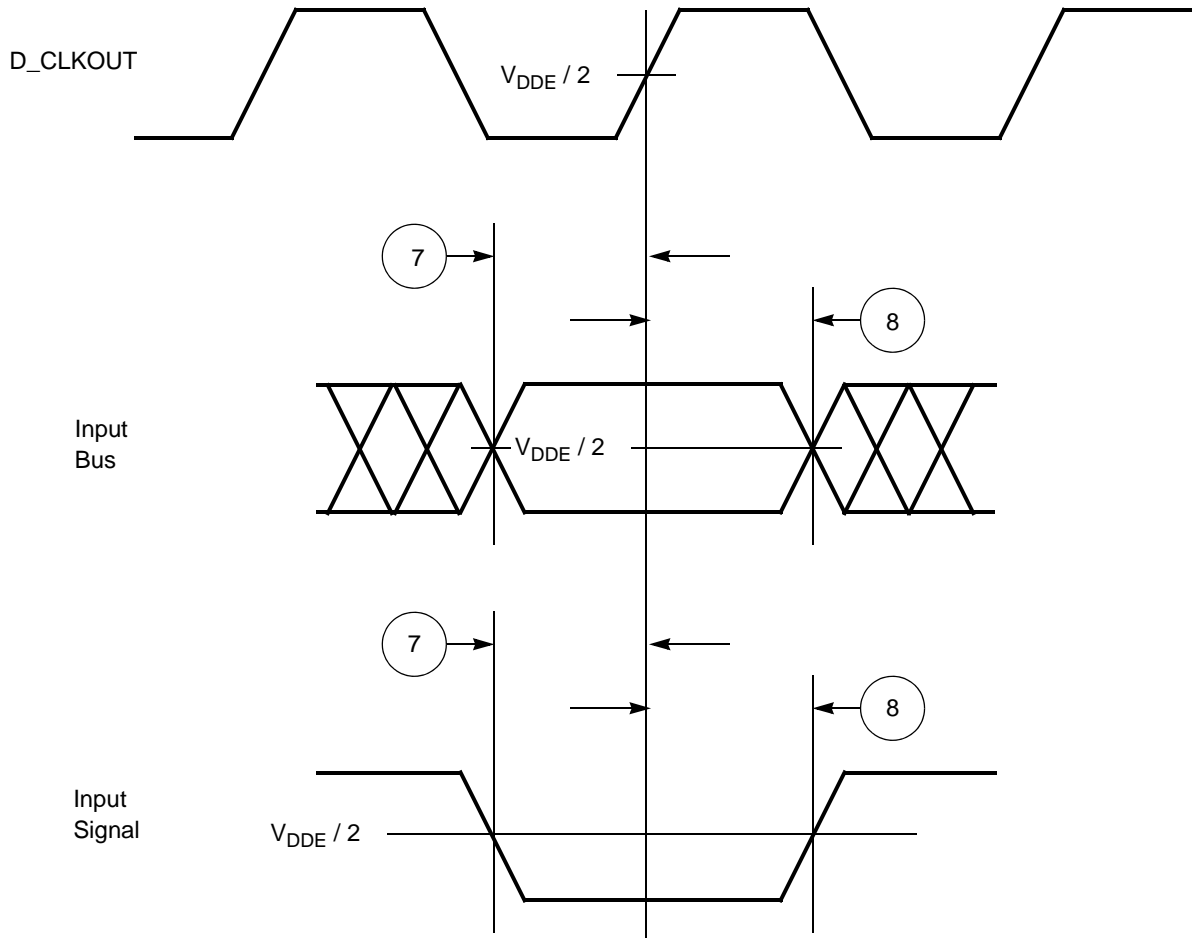 D_CLKOUT
VDDE / 2
7
8
Input
Bus
VDDE / 2
7
8
Input
Signal
VDDE / 2